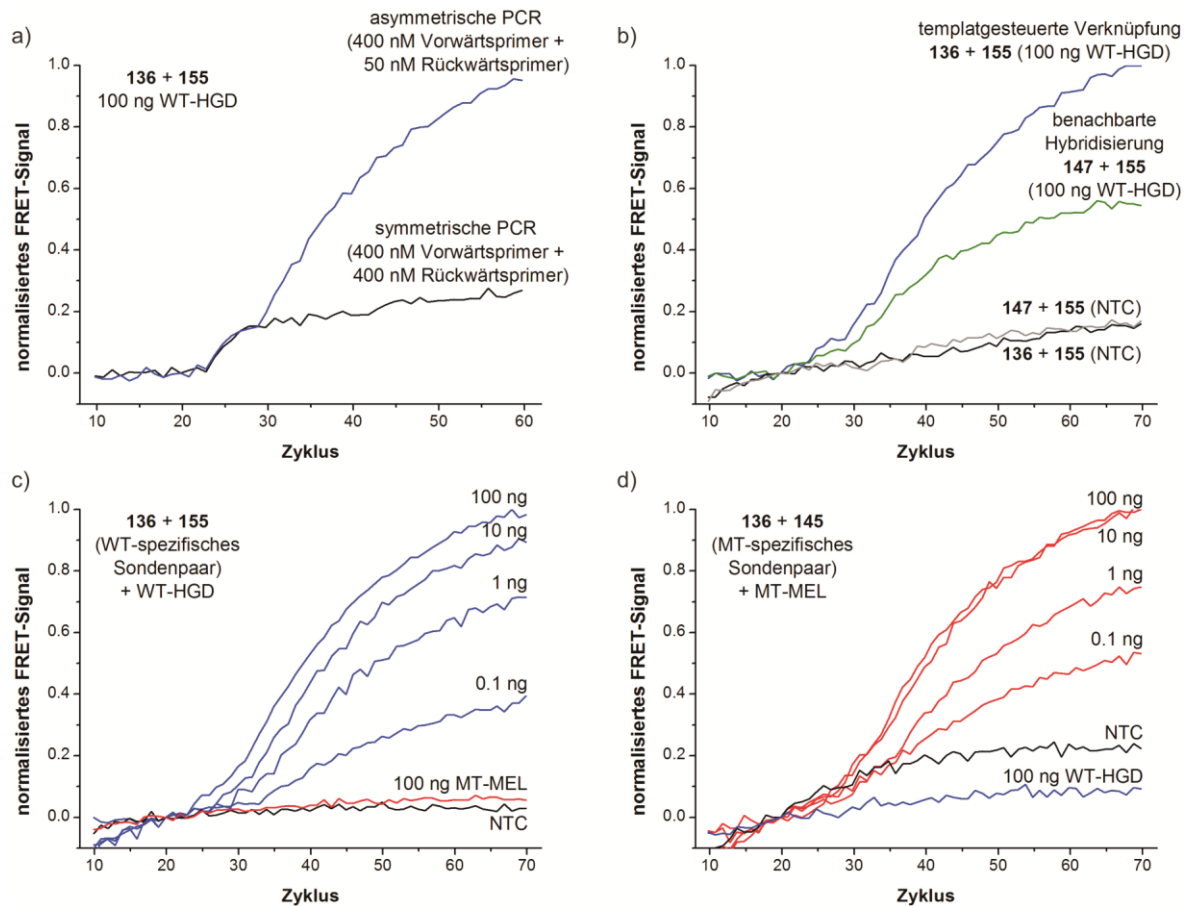 a)
asymmetrische PCR
(400 nM Vorwärtsprimer +
50 nM Rückwärtsprimer)
136 + 155
100 ng WT-HGD
symmetrische PCR
(400 nM Vorwärtsprimer +
400 nM Rückwärtsprimer)
normalisiertes FRET-Signal
1.0
0.8
0.6
0.4
0.2
0.0
10 20 30 40 50 60
Zyklus
b)
templatgesteuerte Verknüpfung
136 + 155 (100 ng WT-HGD)
benachbarte
Hybridisierung
147 + 155
(100 ng WT-HGD)
147 + 155 (NTC)
136 + 155 (NTC)
normalisiertes FRET-Signal
1.0
0.8
0.6
0.4
0.2
0.0
10 20 30 40 50 60 70
Zyklus
c)
136 + 155
(WT-spezifisches
Sondenpaar)
+ WT-HGD
100 ng
10 ng
1 ng
0.1 ng
100 ng MT-MEL
NTC
normalisiertes FRET-Signal
1.0
0.8
0.6
0.4
0.2
0.0
10 20 30 40 50 60 70
Zyklus
d)
136 + 145
(MT-spezifisches
Sondenpaar)
+ MT-MEL
100 ng
10 ng
1 ng
0.1 ng
NTC
100 ng WT-HGD
normalisiertes FRET-Signal
1.0
0.8
0.6
0.4
0.2
0.0
10 20 30 40 50 60 70
Zyklus